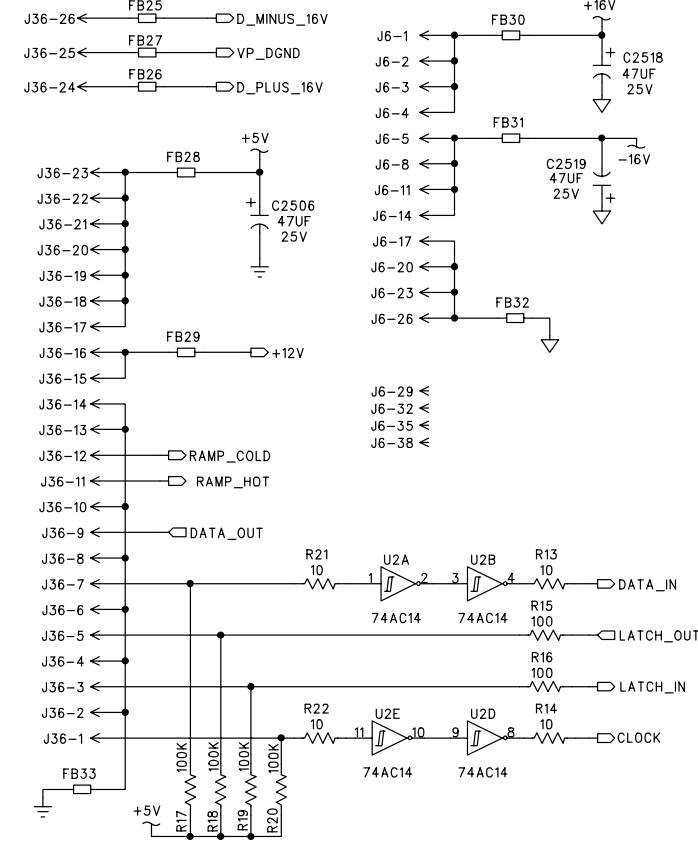 J36-26 FB25 D_MINUS_16V
J36-25 FB27 VP_DGND
J36-24 FB26 D_PLUS_16V
+5V
J36-23 FB28
J36-22
J36-21
J36-20
J36-19
J36-18
J36-17
+ C2506
47UF
25V
J36-16 FB29 +12V
J36-15
J36-14
J36-13
J36-12 RAMP_COLD
J36-11 RAMP_HOT
J36-10
J36-9 DATA_OUT
J36-8
J36-7
J36-6
J36-5
J36-4
J36-3
J36-2
J36-1
FB33
+5V
R17 100K
R18 100K
R19 100K
R20 100K
+16V
J6-1 FB30
J6-2
J6-3
J6-4
+ C2518
47UF
25V
J6-5 FB31
-16V
J6-8
J6-11
J6-14
C2519
47UF
25V +
J6-17
J6-20
J6-23
J6-26 FB32
J6-29
J6-32
J6-35
J6-38
R21
10
1 U2A 2
74AC14
3 U2B 4
74AC14
R13
10
DATA_IN
R15
100
LATCH_OUT
R16
100
LATCH_IN
R22
10
11 U2E 10
74AC14
9 U2D 8
74AC14
R14
10
CLOCK